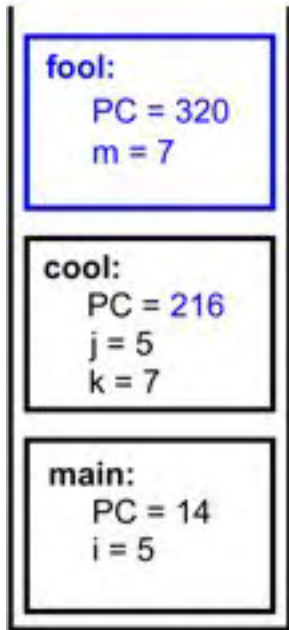 fool:
PC = 320
m = 7
cool:
PC = 216
j = 5
k = 7
main:
PC = 14
i = 5